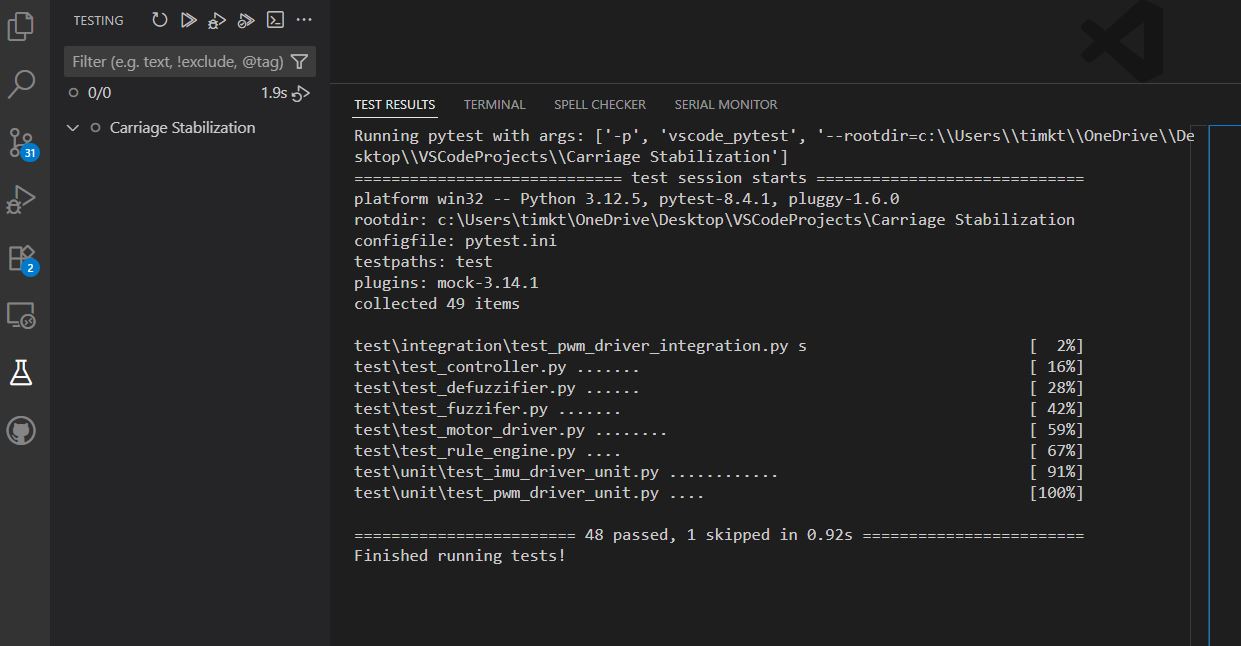 TESTING
Filter (e.g. text, !exclude, @tag)
0/0 1.9s
Carriage Stabilization
31
2
TEST RESULTS TERMINAL SPELL CHECKER SERIAL MONITOR
Running pytest with args: ['-p', 'vscode_pytest', '--rootdir=c:\\Users\\timkt\\OneDrive\\De
sktop\\VSCodeProjects\\Carriage Stabilization']
============================= test session starts =============================
platform win32 -- Python 3.12.5, pytest-8.4.1, pluggy-1.6.0
rootdir: c:\Users\timkt\OneDrive\Desktop\VSCodeProjects\Carriage Stabilization
configfile: pytest.ini
testpaths: test
plugins: mock-3.14.1
collected 49 items
test\integration\test_pwm_driver_integration.py s [  2%]
test\test_controller.py ....... [ 16%]
test\test_defuzzifier.py ...... [ 28%]
test\test_fuzzifer.py ....... [ 42%]
test\test_motor_driver.py ........ [ 59%]
test\test_rule_engine.py .... [ 67%]
test\unit\test_imu_driver_unit.py ............ [ 91%]
test\unit\test_pwm_driver_unit.py .... [100%]
======================== 48 passed, 1 skipped in 0.92s ========================
Finished running tests!